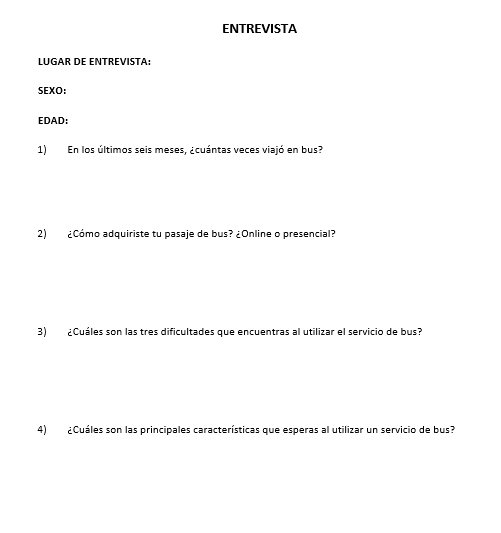 ENTREVISTA
LUGAR DE ENTREVISTA:
SEXO:
EDAD:
1) En los últimos seis meses, ¿cuántas veces viajó en bus?
2) ¿Cómo adquiriste tu pasaje de bus? ¿Online o presencial?
3) ¿Cuáles son las tres dificultades que encuentras al utilizar el servicio de bus?
4) ¿Cuáles son las principales características que esperas al utilizar un servicio de bus?